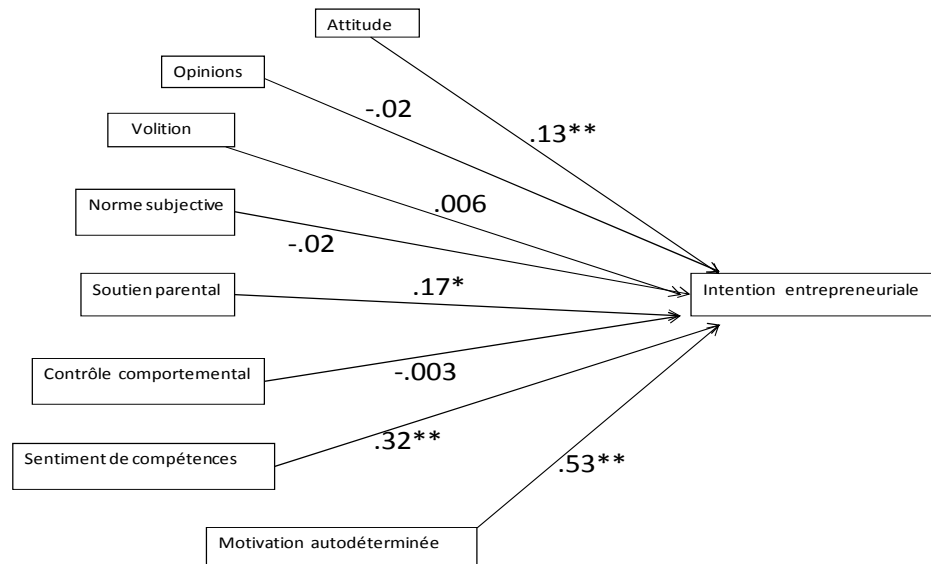 Attitude
Opinions
-.02
Volition
.13**
.006
Norme subjective
-.02
Soutien parental
.17*
Intention entrepreneuriale
Contrôle comportemental
-.003
Sentiment de compétences
.32**
.53**
Motivation autodéterminée